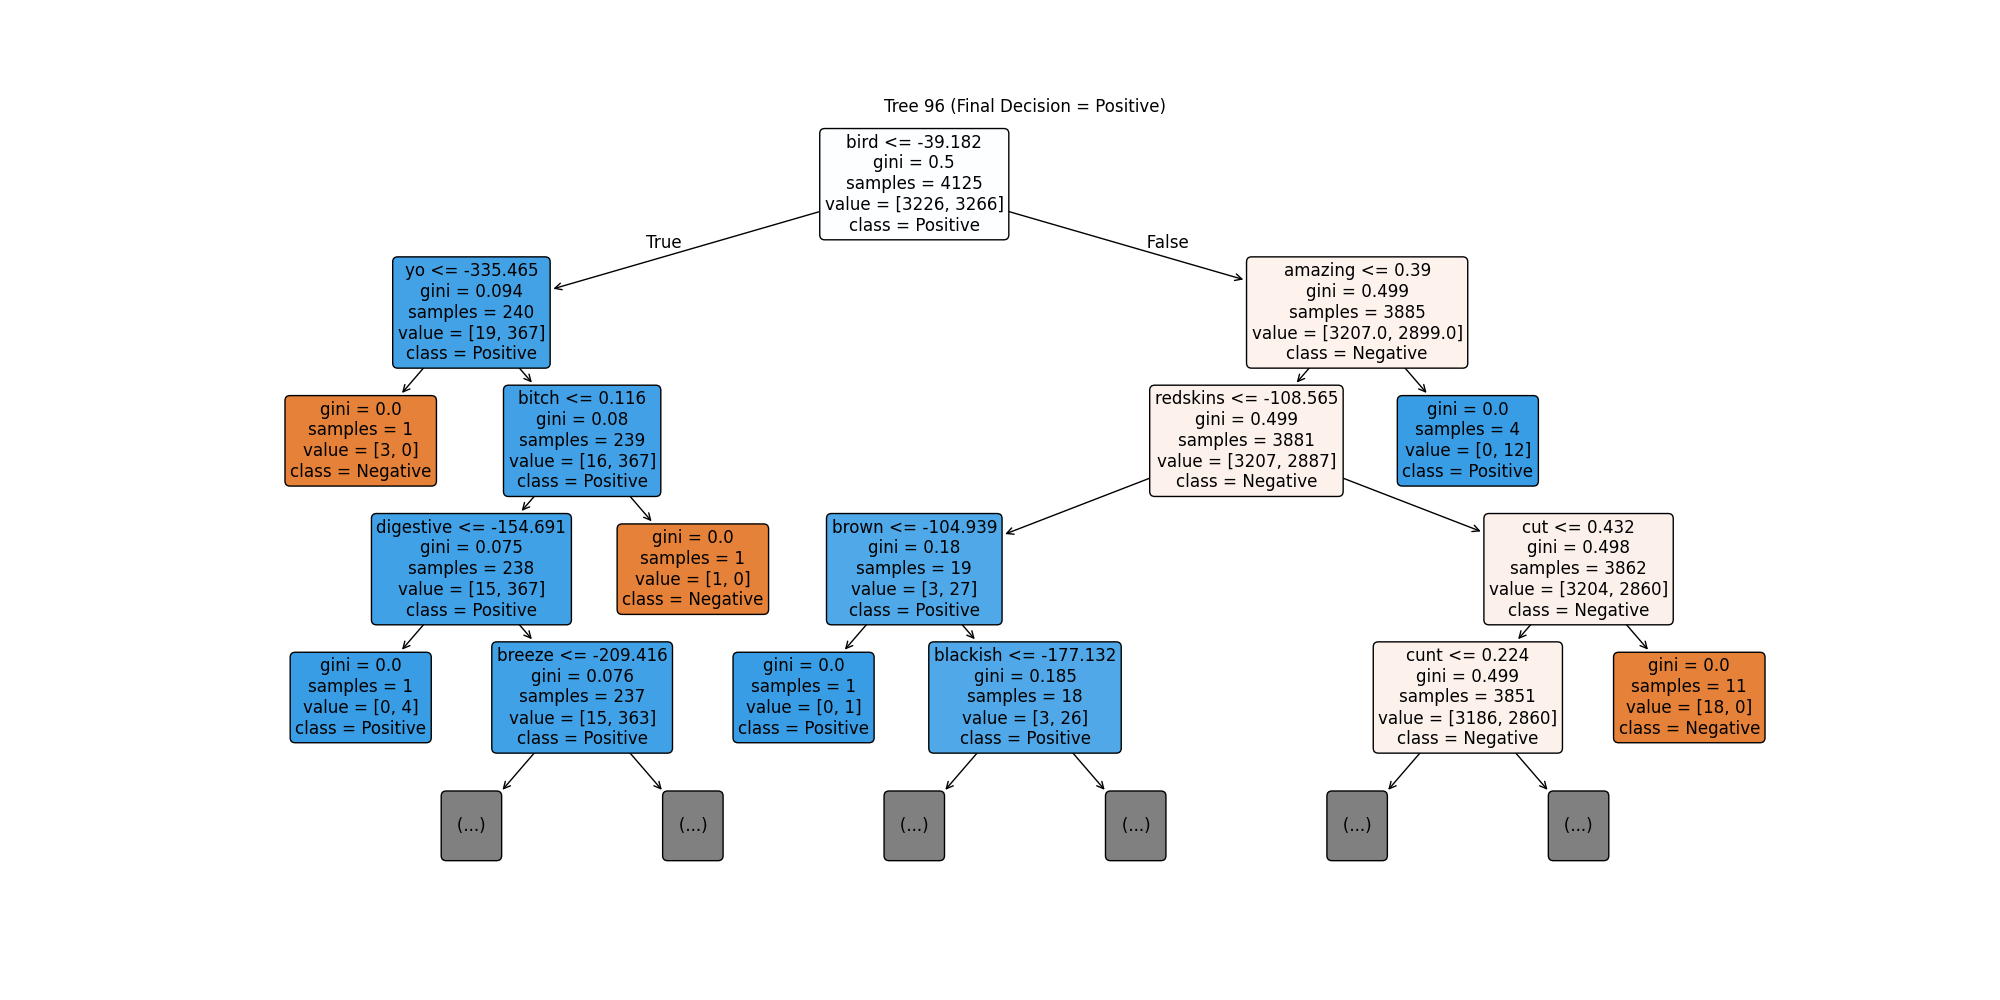 Tree 96 (Final Decision = Positive)
bird <= -39.182
gini = 0.5
samples = 4125
value = [3226, 3266]
class = Positive
True
False
yo <= -335.465
gini = 0.094
samples = 240
value = [19, 367]
class = Positive
amazing <= 0.39
gini = 0.499
samples = 3885
value = [3207.0, 2899.0]
class = Negative
gini = 0.0
samples = 1
value = [3, 0]
class = Negative
bitch <= 0.116
gini = 0.08
samples = 239
value = [16, 367]
class = Positive
redskins <= -108.565
gini = 0.499
samples = 3881
value = [3207, 2887]
class = Negative
gini = 0.0
samples = 4
value = [0, 12]
class = Positive
digestive <= -154.691
gini = 0.075
samples = 238
value = [15, 367]
class = Positive
gini = 0.0
samples = 1
value = [1, 0]
class = Negative
brown <= -104.939
gini = 0.18
samples = 19
value = [3, 27]
class = Positive
cut <= 0.432
gini = 0.498
samples = 3862
value = [3204, 2860]
class = Negative
gini = 0.0
samples = 1
value = [0, 4]
class = Positive
breeze <= -209.416
gini = 0.076
samples = 237
value = [15, 363]
class = Positive
gini = 0.0
samples = 1
value = [0, 1]
class = Positive
blackish <= -177.132
gini = 0.185
samples = 18
value = [3, 26]
class = Positive
cunt <= 0.224
gini = 0.499
samples = 3851
value = [3186, 2860]
class = Negative
gini = 0.0
samples = 11
value = [18, 0]
class = Negative
(...)
(...)
(...)
(...)
(...)
(...)